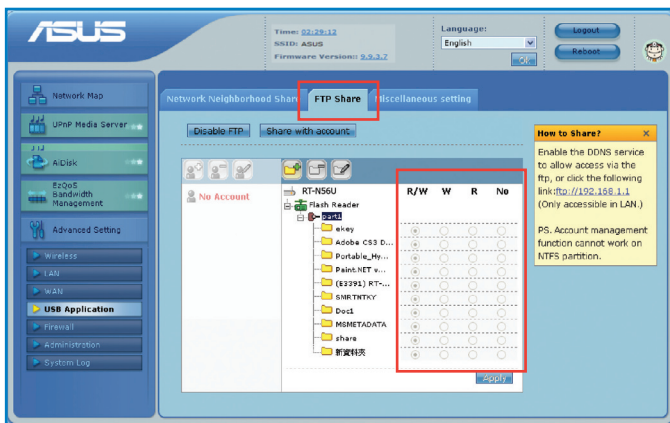 ASUS
Time: 02:29:12
SSID: ASUS
Firmware Version: 9.9.3.7
Language:
English
OK
Logout
Reboot
Network Map
UPnP Media Server
AiDisk
EzQoS
Bandwidth
Management
Advanced Setting
Wireless
LAN
WAN
USB Application
Firewall
Administration
System Log
Network Neighborhood Share
FTP Share
Miscellaneous setting
Disable FTP
Share with account
No Account
RT-N56U
R/W W R No
Flash Reader
part1
ekey
Adobe CS3 D...
Portable_Hy...
Paint.NET v...
(E3391) RT-...
SMRTNTKY
Doc1
MSMETADATA
share
新資料夾
Apply
How to Share? ×
Enable the DDNS service
to allow access via the
ftp, or click the following
link:ftp://192.168.1.1
(Only accessible in LAN.)
PS. Account management
function cannot work on
NTFS partition.